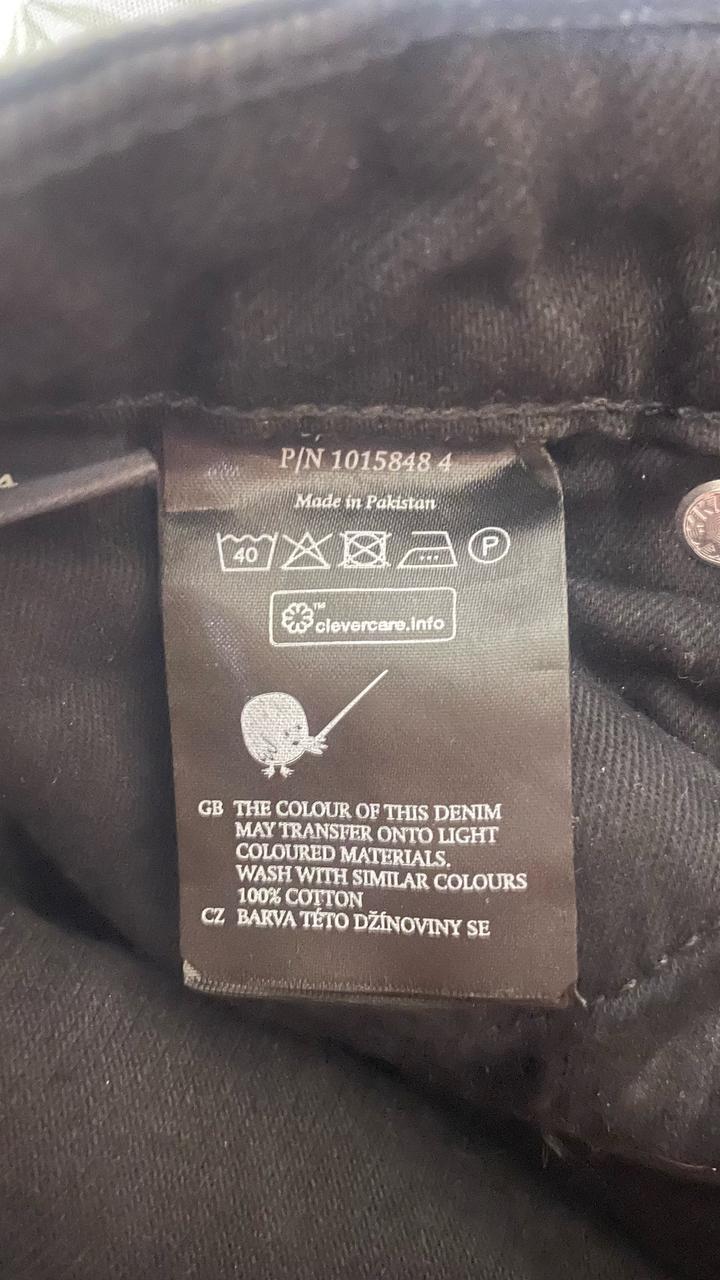 P/N 1015848 4
Made in Pakistan
40
P
™
clevercare.info
GB THE COLOUR OF THIS DENIM
MAY TRANSFER ONTO LIGHT
COLOURED MATERIALS.
WASH WITH SIMILAR COLOURS
100% COTTON
CZ BARVA TÉTO DŽÍNOVINY SE